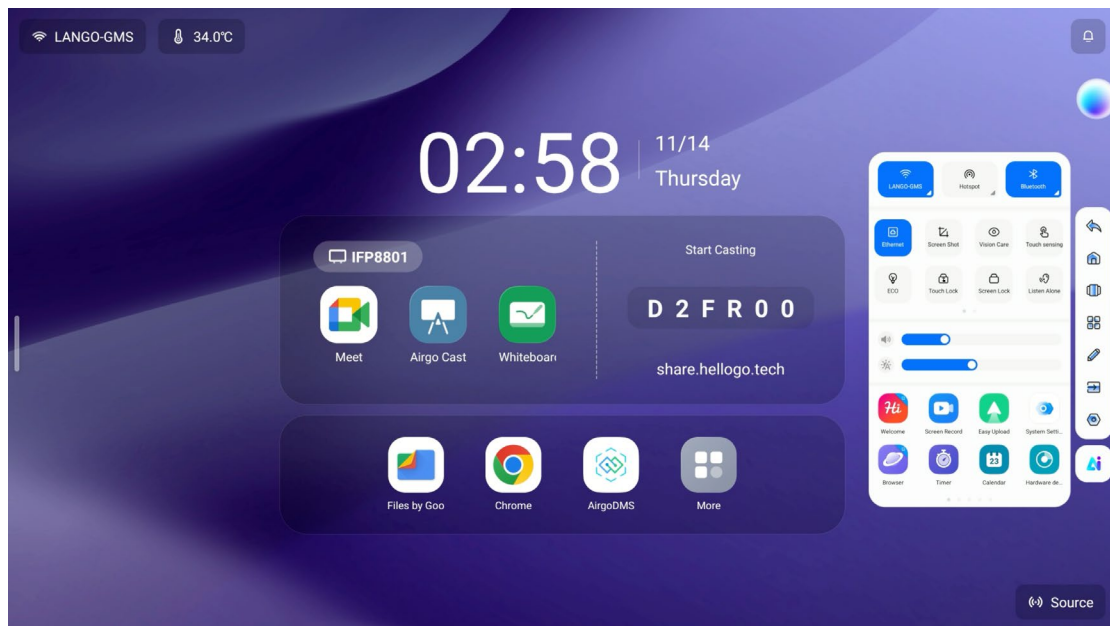 LANGO-GMS
34.0°C
02:58
11/14
Thursday
IFP8801
Meet
Airgo Cast
Whiteboar
Start Casting
D2FR00
share.hellogo.tech
Files by Goo
Chrome
AirgoDMS
More
LANGO-GMS
Hotspot
Bluetooth
Ethernet
Screen Shot
Vision Care
Touch sensing
ECO
Touch Lock
Screen Lock
Listen Alone
Hi
Welcome
Screen Record
Easy Upload
System Setti...
23
Browser
Timer
Calendar
Hardware de...
Ai
Source